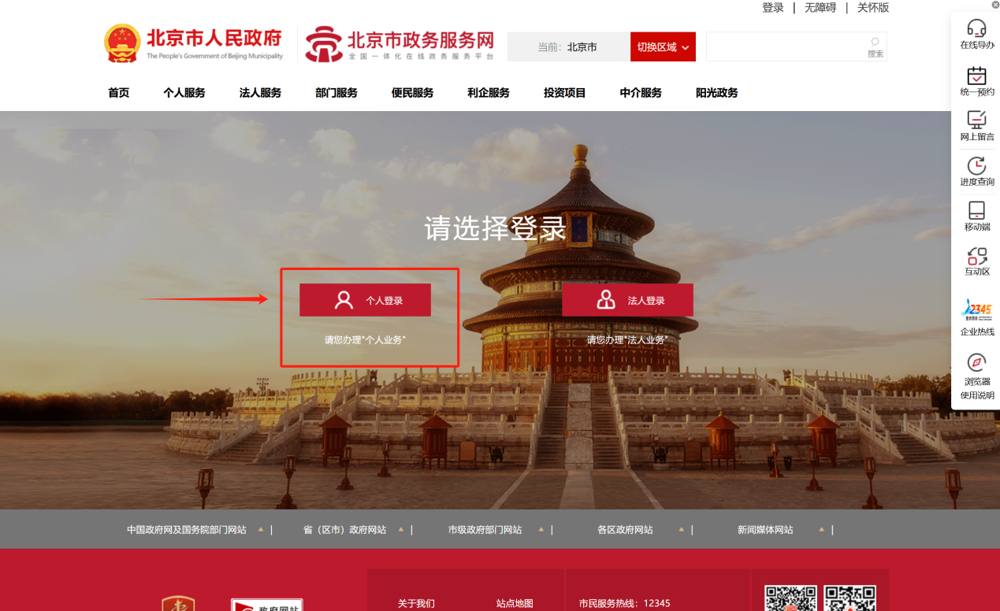 登录 | 无障碍 | 关怀版
北京市人民政府
The People's Government of Beijing Municipality
北京市政务服务网
全国一体化在线政务服务平台
当前: 北京市
切换区域
搜索
首页 个人服务 法人服务 部门服务 便民服务 利企服务 投资项目 中介服务 阳光政务
请选择登录
个人登录
请您办理"个人业务"
法人登录
请您办理"法人业务"
在线导办
统一预约
网上留言
进度查询
移动端
互动区
12345
企业热线
浏览器
使用说明
中国政府网及国务院部门网站 | 省（区市）政府网站 | 市级政府部门网站 | 各区政府网站 | 新闻媒体网站 |
政府网站
关于我们 站点地图 市民服务热线：12345